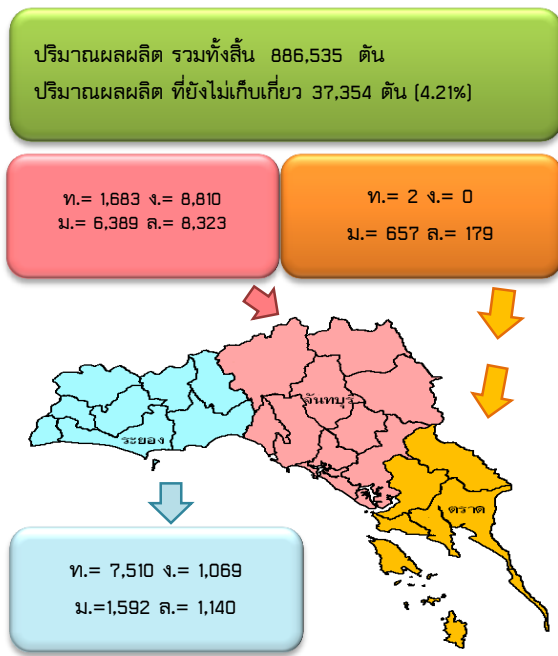 ปริมาณผลผลิต รวมทั้งสิ้น 886,535 ตัน
ปริมาณผลผลิต ที่ยังไม่เก็บเกี่ยว 37,354 ตัน (4.21%)
ท.= 1,683 ง.= 8,810
ม.= 6,389 ล.= 8,323
ท.= 2 ง.= 0
ม.= 657 ล.= 179
จันทบุรี
ระยอง
ตราด
ท.= 7,510 ง.= 1,069
ม.=1,592 ล.= 1,140